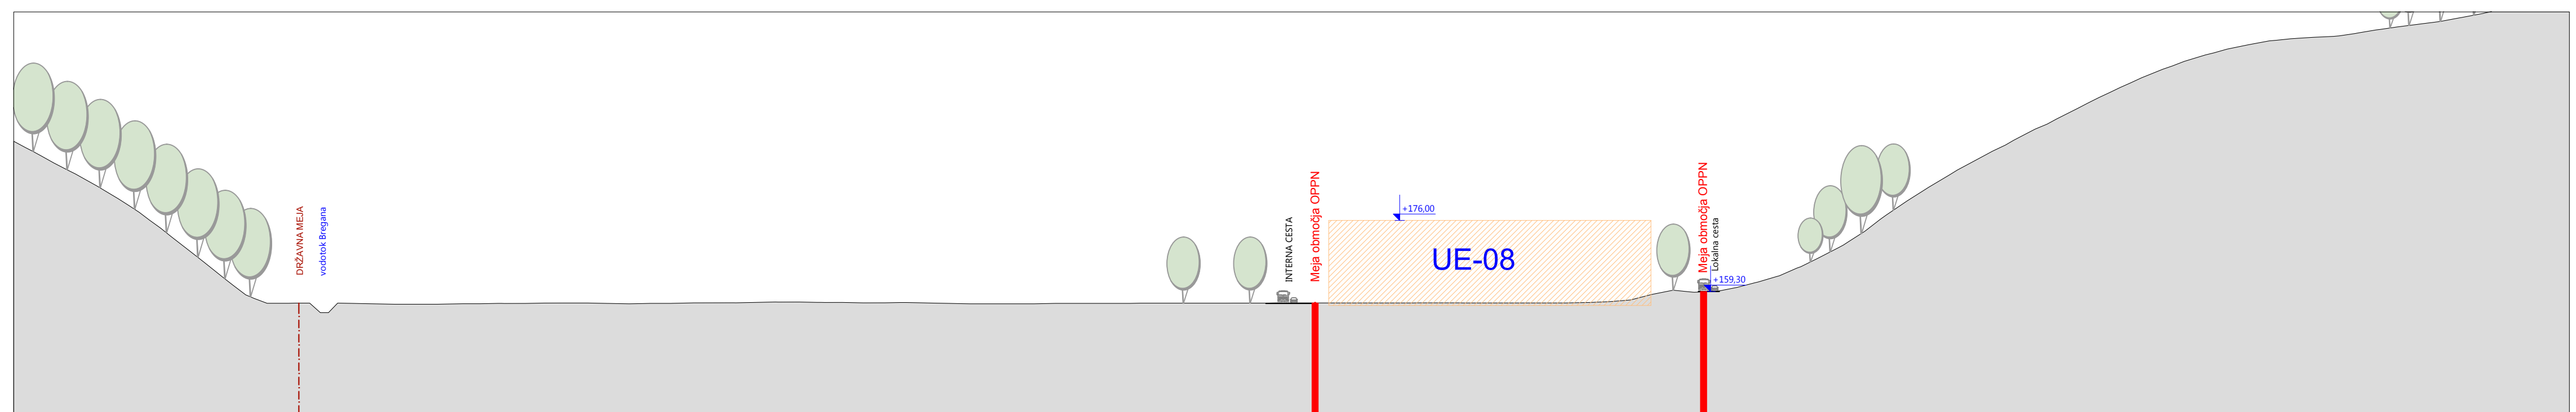 DRŽAVNA MEJA
vodotok Bregana
INTERNA CESTA
Meja območja OPPN
+176,00
UE-08
Meja območja OPPN
Lokalna cesta
+159,30